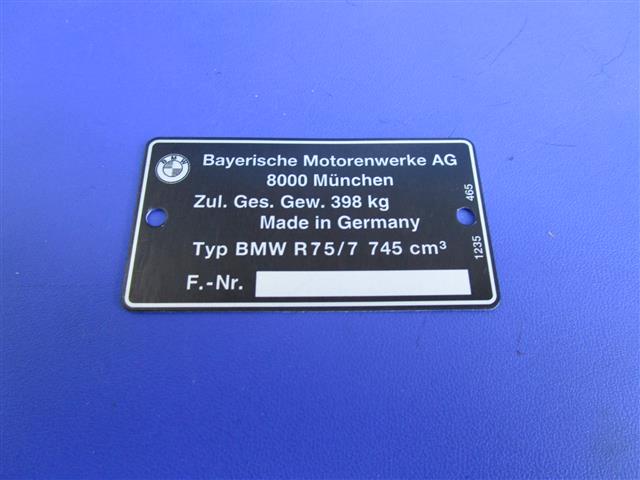 BMW
Bayerische Motorenwerke AG
8000 München
Zul. Ges. Gew. 398 kg
Made in Germany
Typ BMW R75/7 745 cm³
F.-Nr.
1235 465